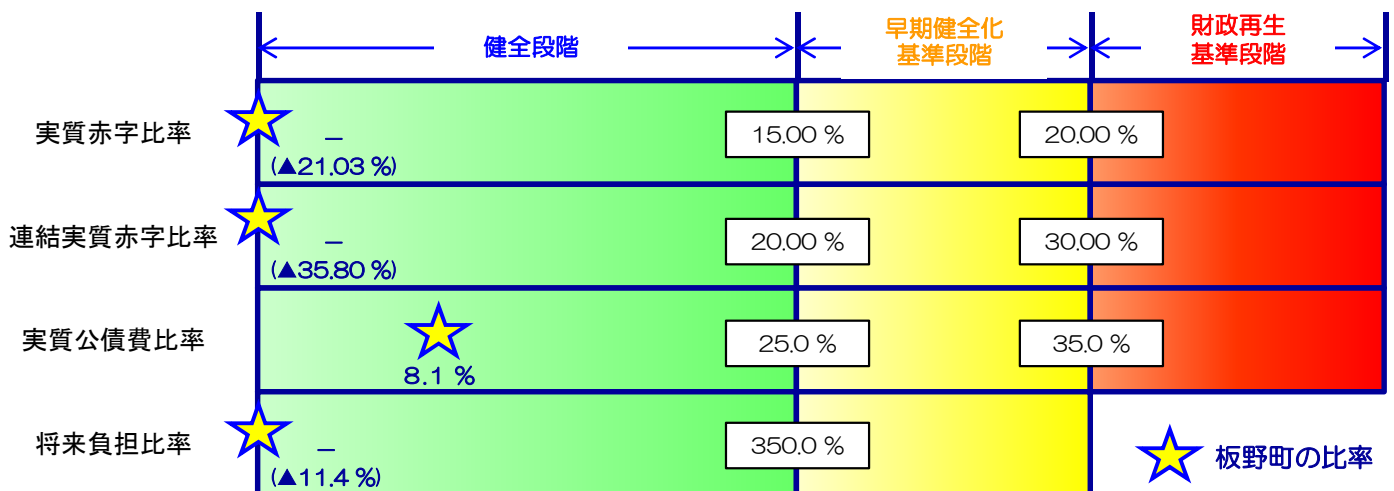 健全段階
早期健全化
基準段階
財政再生
基準段階
実質赤字比率
－
(▲21.03 %)
15.00 %
20.00 %
連結実質赤字比率
－
(▲35.80 %)
20.00 %
30.00 %
実質公債費比率
8.1 %
25.0 %
35.0 %
将来負担比率
－
(▲11.4 %)
350.0 %
板野町の比率